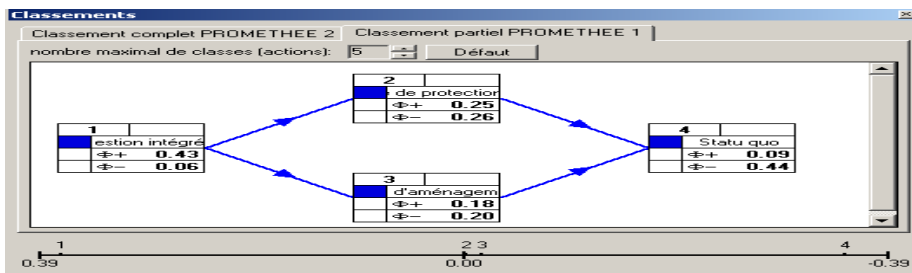 Classements
Classement complet PROMETHEE 2 Classement partiel PROMETHEE 1
nombre maximal de classes (actions): 5 Défaut
2
de protection
Φ+ 0.25
Φ- 0.26
1
estion intégré
Φ+ 0.43
Φ- 0.06
4
Statu quo
Φ+ 0.09
Φ- 0.44
3
d'aménagem
Φ+ 0.18
Φ- 0.20
1 2 3 4
0.39 0.00 -0.39